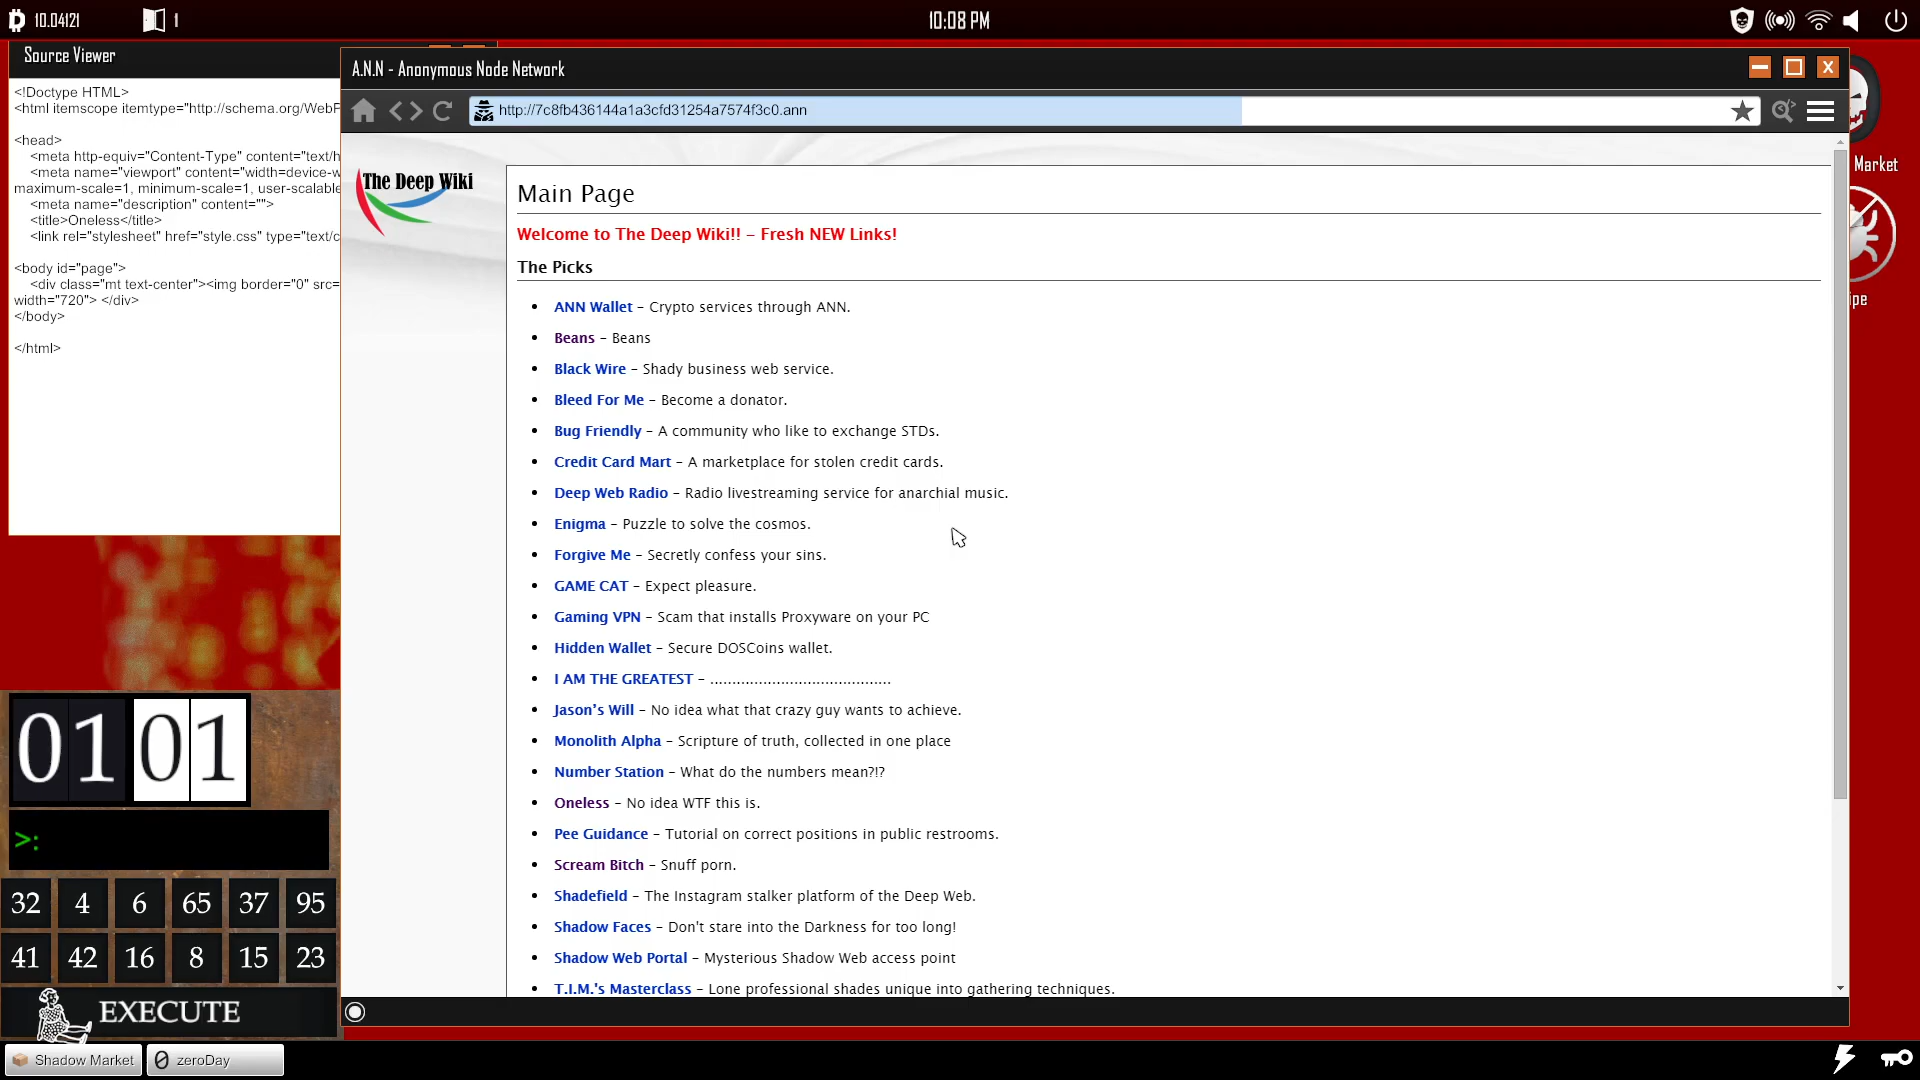 10.04121
1
10:08 PM
Source Viewer
<!Doctype HTML>
<html itemscope itemtype="http://schema.org/WebP
<head>
<meta http-equiv="Content-Type" content="text/h
<meta name="viewport" content="width=device-w
maximum-scale=1, minimum-scale=1, user-scalable
<meta name="description" content="">
<title>Oneless</title>
<link rel="stylesheet" href="style.css" type="text/c
<body id="page">
<div class="mt text-center"><img border="0" src=
width="720"> </div>
</body>
</html>
A.N.N - Anonymous Node Network
http://7c8fb436144a1a3cfd31254a7574f3c0.ann
The Deep Wiki
Main Page
Welcome to The Deep Wiki!! – Fresh NEW Links!
The Picks
ANN Wallet – Crypto services through ANN.
Beans – Beans
Black Wire – Shady business web service.
Bleed For Me – Become a donator.
Bug Friendly – A community who like to exchange STDs.
Credit Card Mart – A marketplace for stolen credit cards.
Deep Web Radio – Radio livestreaming service for anarchial music.
Enigma – Puzzle to solve the cosmos.
Forgive Me – Secretly confess your sins.
GAME CAT – Expect pleasure.
Gaming VPN – Scam that installs Proxyware on your PC
Hidden Wallet – Secure DOSCoins wallet.
I AM THE GREATEST – .........................................
Jason's Will – No idea what that crazy guy wants to achieve.
Monolith Alpha – Scripture of truth, collected in one place
Number Station – What do the numbers mean?!?
Oneless – No idea WTF this is.
Pee Guidance – Tutorial on correct positions in public restrooms.
Scream Bitch – Snuff porn.
Shadefield – The Instagram stalker platform of the Deep Web.
Shadow Faces – Don't stare into the Darkness for too long!
Shadow Web Portal – Mysterious Shadow Web access point
T.I.M.'s Masterclass – Lone professional shades unique into gathering techniques.
Market
ipe
01 01
>:
32 4 6 65 37 95
41 42 16 8 15 23
EXECUTE
Shadow Market
zeroDay